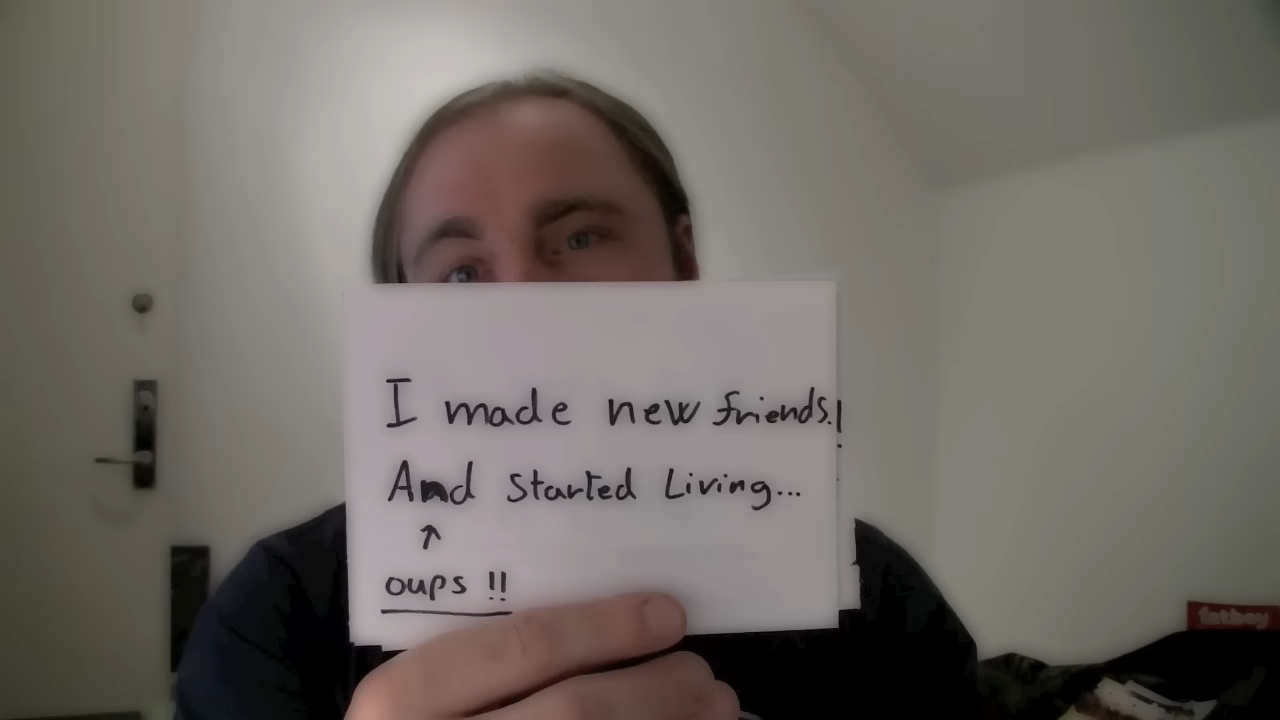 I made new friends.!
And started Living...
↑
oups !!
fatboy